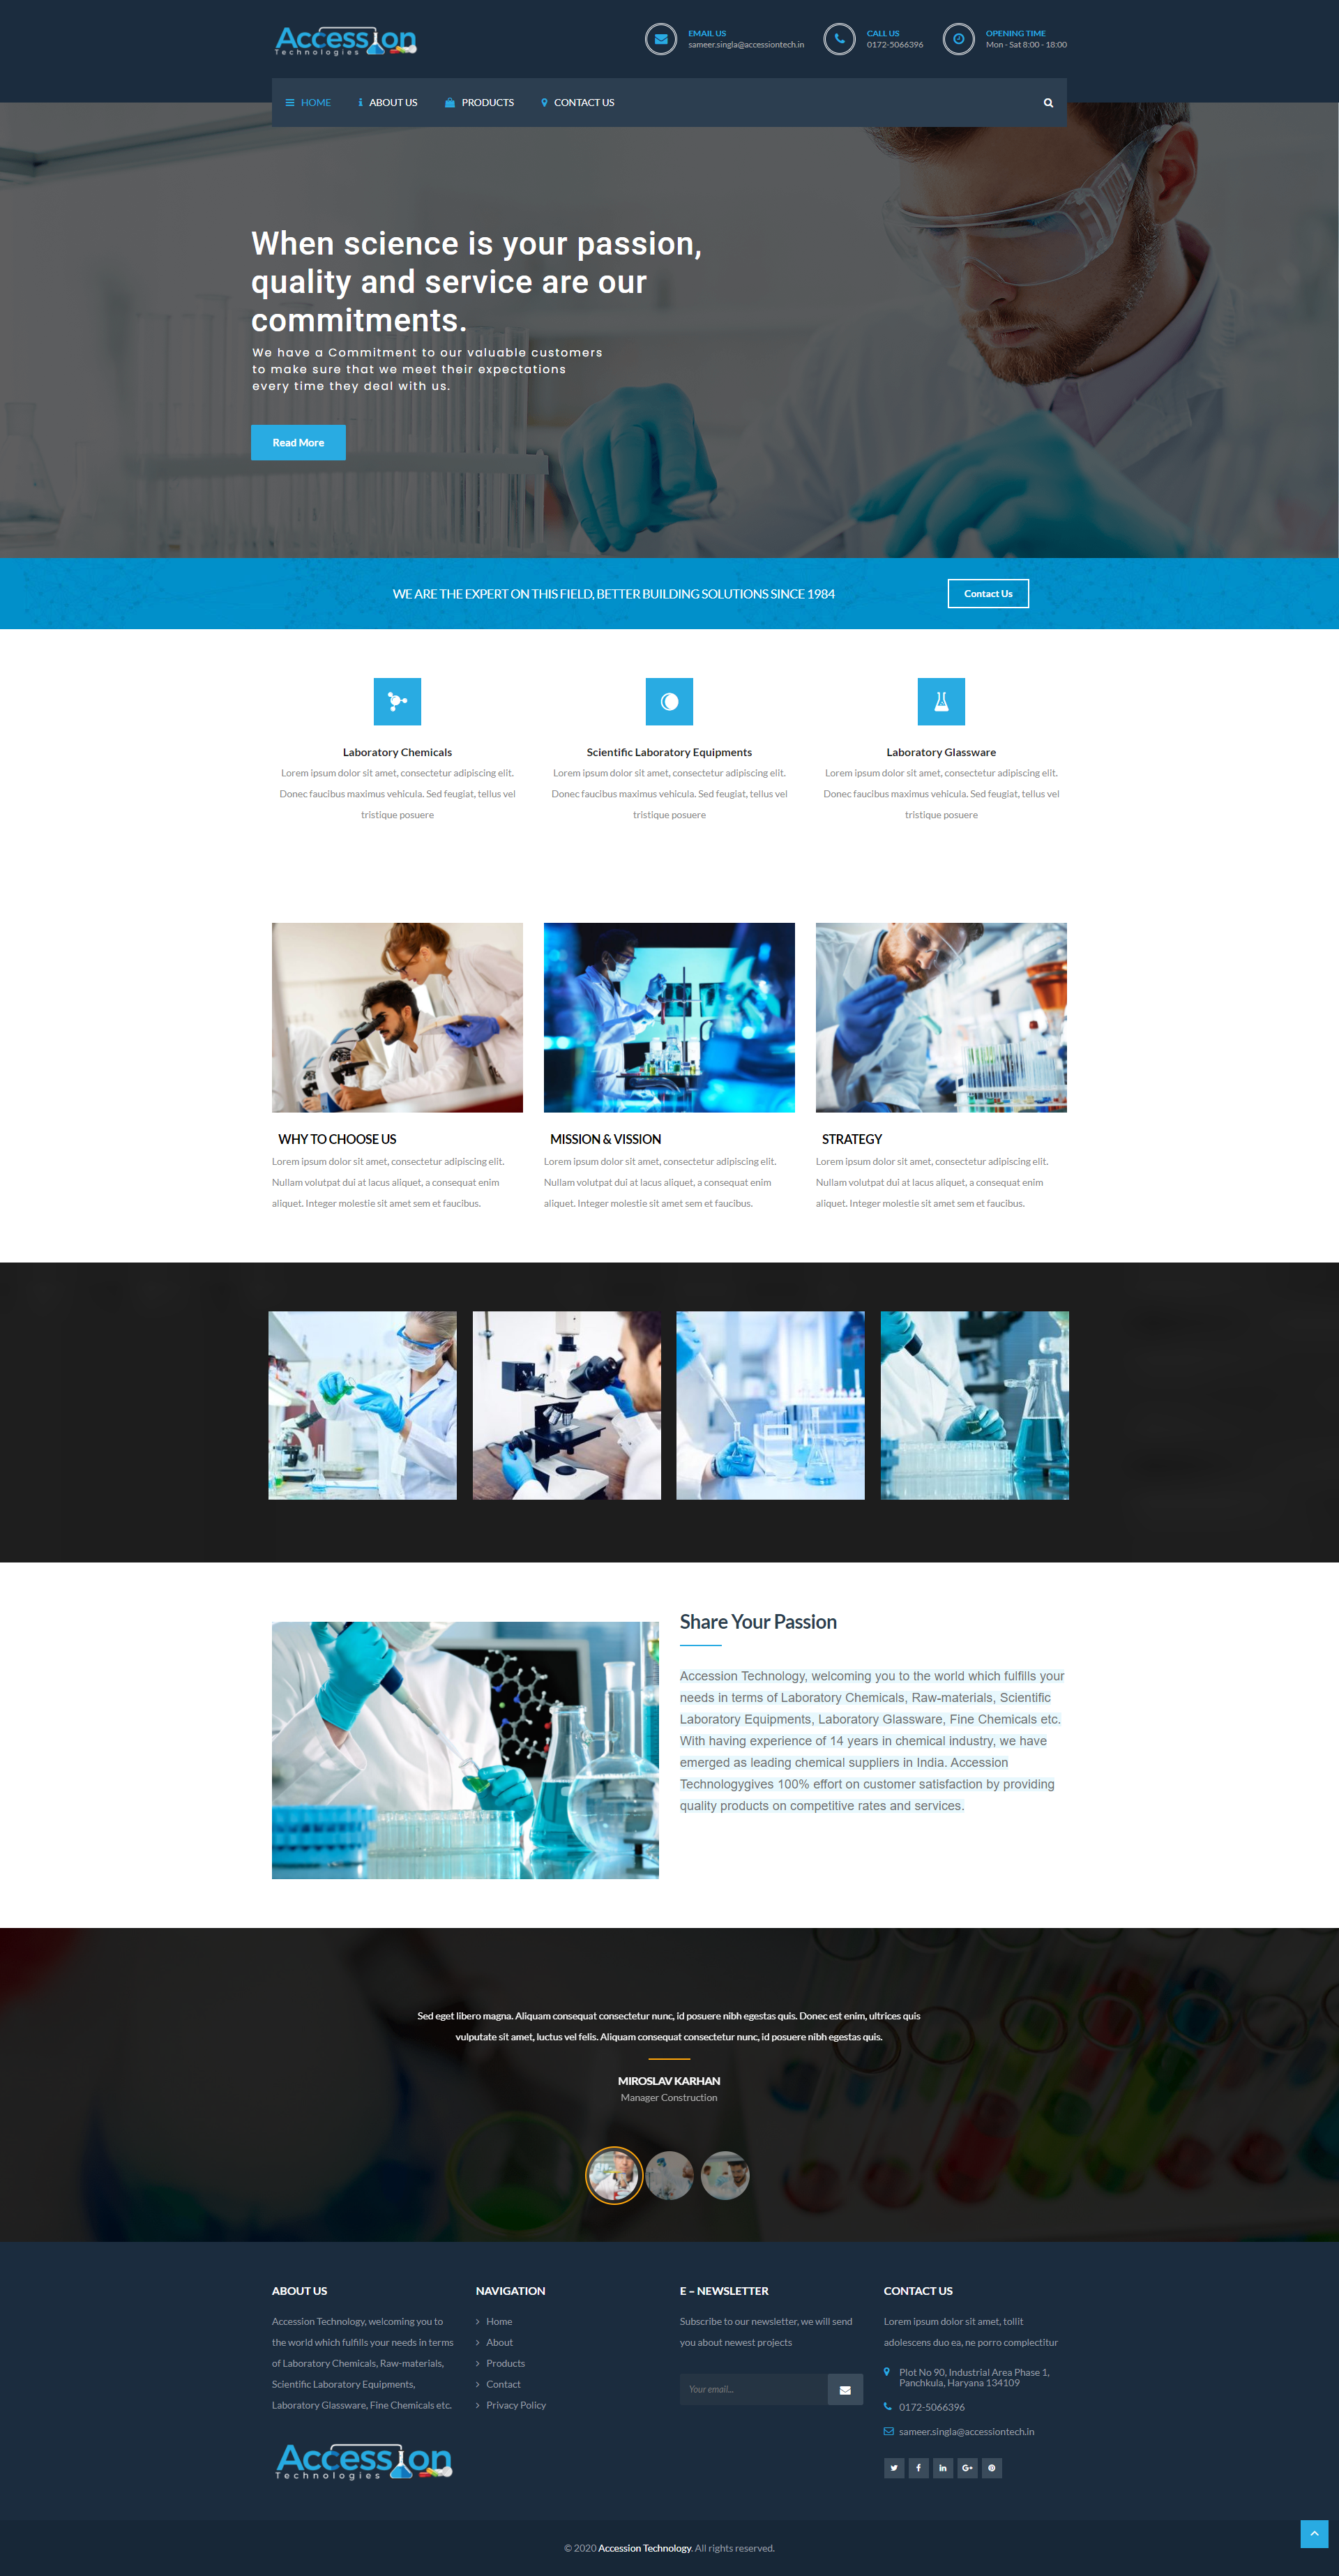 Accession
Technologies
EMAIL US
sameer.singla@accessiontech.in
CALL US
0172-5066396
OPENING TIME
Mon - Sat 8:00 - 18:00
HOME
ABOUT US
PRODUCTS
CONTACT US
When science is your passion,
quality and service are our
commitments.
We have a Commitment to our valuable customers
to make sure that we meet their expectations
every time they deal with us.
Read More
WE ARE THE EXPERT ON THIS FIELD, BETTER BUILDING SOLUTIONS SINCE 1984
Contact Us
Laboratory Chemicals
Lorem ipsum dolor sit amet, consectetur adipiscing elit.
Donec faucibus maximus vehicula. Sed feugiat, tellus vel
tristique posuere
Scientific Laboratory Equipments
Lorem ipsum dolor sit amet, consectetur adipiscing elit.
Donec faucibus maximus vehicula. Sed feugiat, tellus vel
tristique posuere
Laboratory Glassware
Lorem ipsum dolor sit amet, consectetur adipiscing elit.
Donec faucibus maximus vehicula. Sed feugiat, tellus vel
tristique posuere
WHY TO CHOOSE US
Lorem ipsum dolor sit amet, consectetur adipiscing elit.
Nullam volutpat dui at lacus aliquet, a consequat enim
aliquet. Integer molestie sit amet sem et faucibus.
MISSION & VISSION
Lorem ipsum dolor sit amet, consectetur adipiscing elit.
Nullam volutpat dui at lacus aliquet, a consequat enim
aliquet. Integer molestie sit amet sem et faucibus.
STRATEGY
Lorem ipsum dolor sit amet, consectetur adipiscing elit.
Nullam volutpat dui at lacus aliquet, a consequat enim
aliquet. Integer molestie sit amet sem et faucibus.
Share Your Passion
Accession Technology, welcoming you to the world which fulfills your
needs in terms of Laboratory Chemicals, Raw-materials, Scientific
Laboratory Equipments, Laboratory Glassware, Fine Chemicals etc.
With having experience of 14 years in chemical industry, we have
emerged as leading chemical suppliers in India. Accession
Technologygives 100% effort on customer satisfaction by providing
quality products on competitive rates and services.
Sed eget libero magna. Aliquam consequat consectetur nunc, id posuere nibh egestas quis. Donec est enim, ultrices quis
vulputate sit amet, luctus vel felis. Aliquam consequat consectetur nunc, id posuere nibh egestas quis.
MIROSLAV KARHAN
Manager Construction
ABOUT US
Accession Technology, welcoming you to
the world which fulfills your needs in terms
of Laboratory Chemicals, Raw-materials,
Scientific Laboratory Equipments,
Laboratory Glassware, Fine Chemicals etc.
Accession
Technologies
NAVIGATION
Home
About
Products
Contact
Privacy Policy
E – NEWSLETTER
Subscribe to our newsletter, we will send
you about newest projects
Your email...
CONTACT US
Lorem ipsum dolor sit amet, tollit
adolescens duo ea, ne porro complectitur
Plot No 90, Industrial Area Phase 1,
Panchkula, Haryana 134109
0172-5066396
sameer.singla@accessiontech.in
© 2020 Accession Technology. All rights reserved.